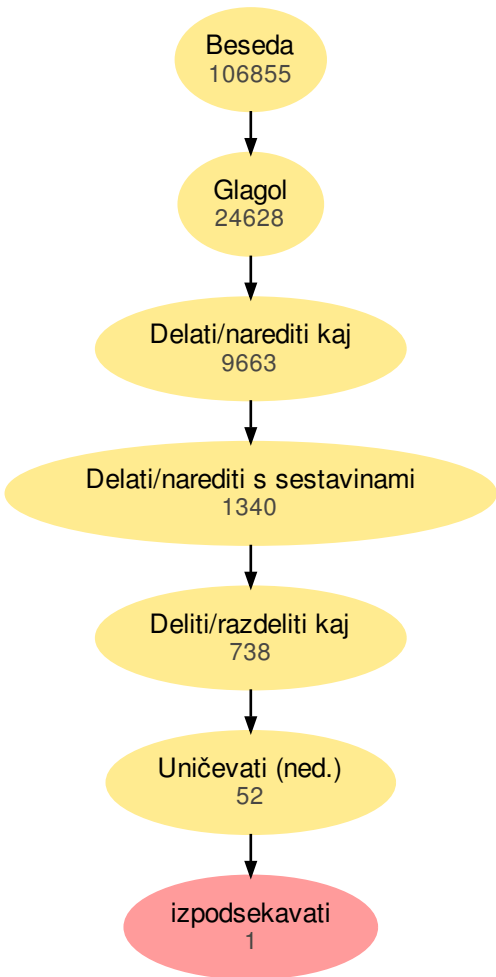 Beseda
106855
Glagol
24628
Delati/narediti kaj
9663
Delati/narediti s sestavinami
1340
Deliti/razdeliti kaj
738
Uničevati (ned.)
52
izpodsekavati
1